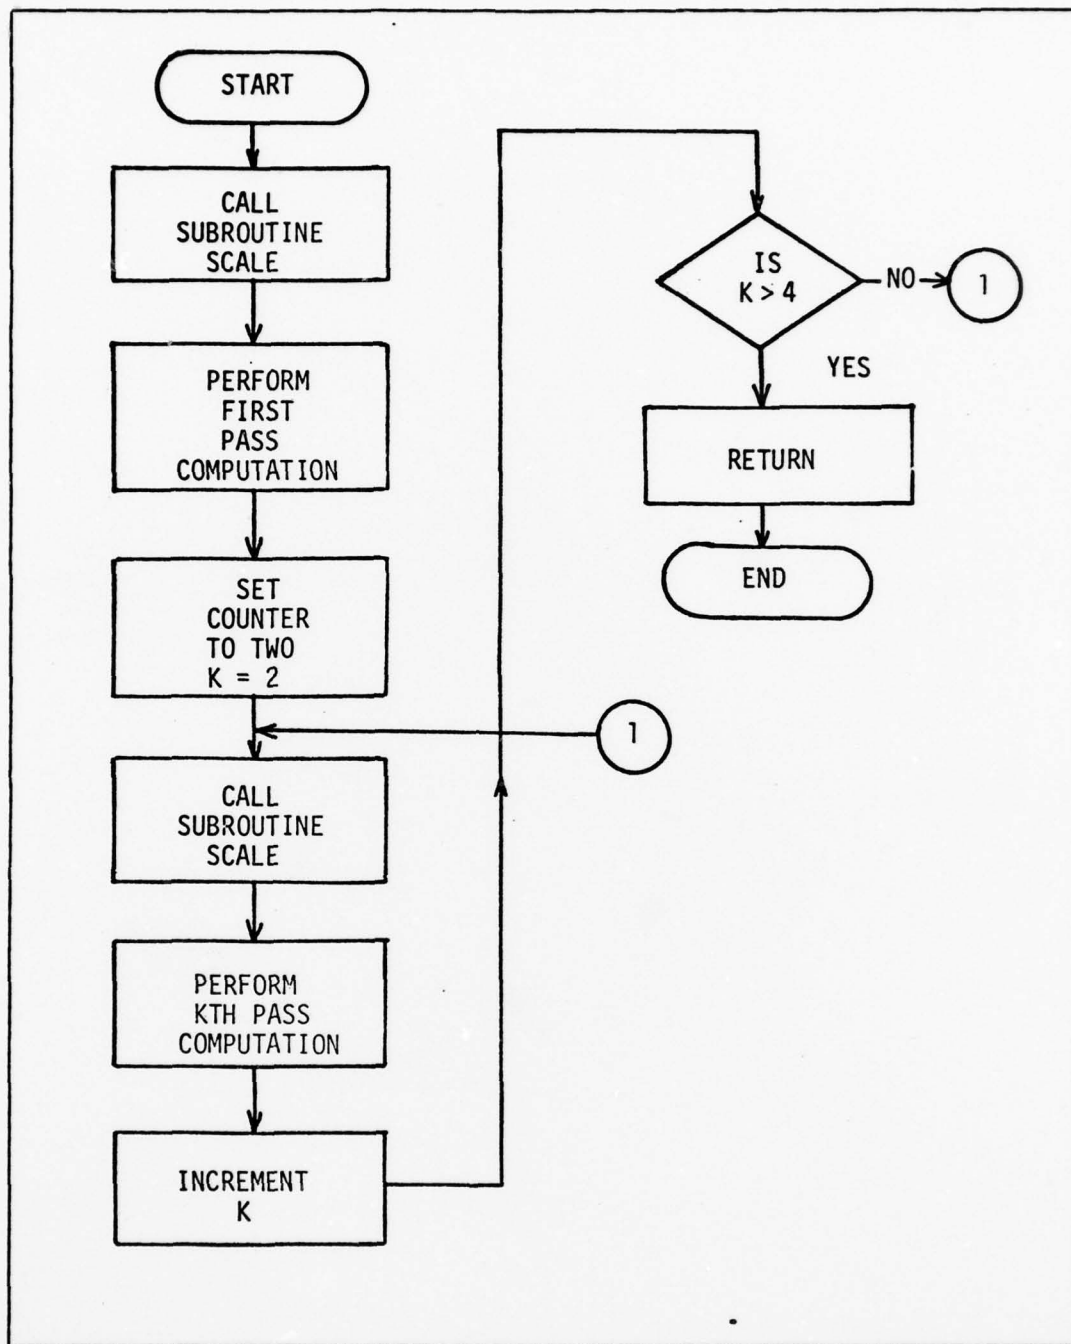 START
CALL
SUBROUTINE
SCALE
PERFORM
FIRST
PASS
COMPUTATION
SET
COUNTER
TO TWO
K = 2
1
CALL
SUBROUTINE
SCALE
PERFORM
KTH PASS
COMPUTATION
INCREMENT
K
IS
K > 4
NO
1
YES
RETURN
END